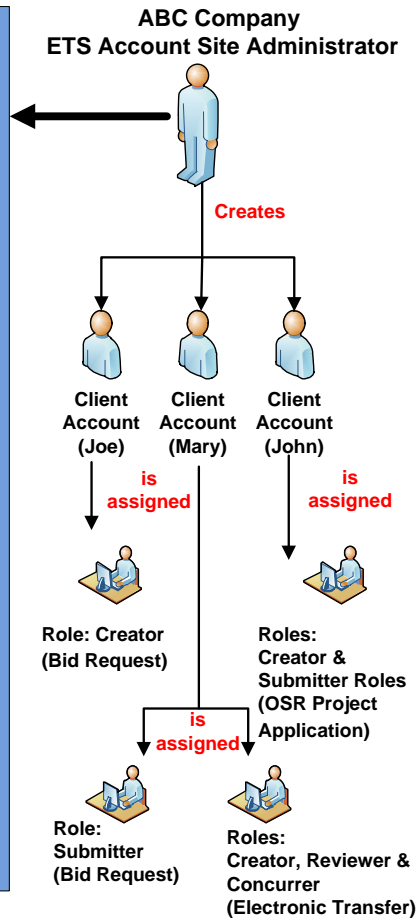 ABC Company
ETS Account Site Administrator
Creates
Client
Account
(Joe)
Client
Account
(Mary)
Client
Account
(John)
is
assigned
is
assigned
Role: Creator
(Bid Request)
Roles:
Creator &
Submitter Roles
(OSR Project
Application)
is
assigned
Role:
Submitter
(Bid Request)
Roles:
Creator, Reviewer &
Concurrer
(Electronic Transfer)